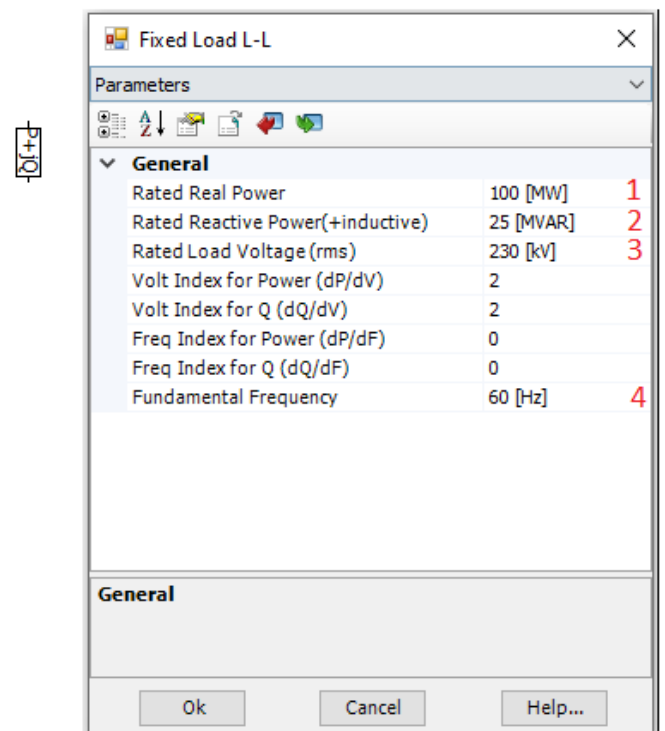 Fixed Load L-L
Parameters
P+jQ
General
Rated Real Power 100 [MW] 1
Rated Reactive Power(+inductive) 25 [MVAR] 2
Rated Load Voltage (rms) 230 [kV] 3
Volt Index for Power (dP/dV) 2
Volt Index for Q (dQ/dV) 2
Freq Index for Power (dP/dF) 0
Freq Index for Q (dQ/dF) 0
Fundamental Frequency 60 [Hz] 4
General
Ok Cancel Help...